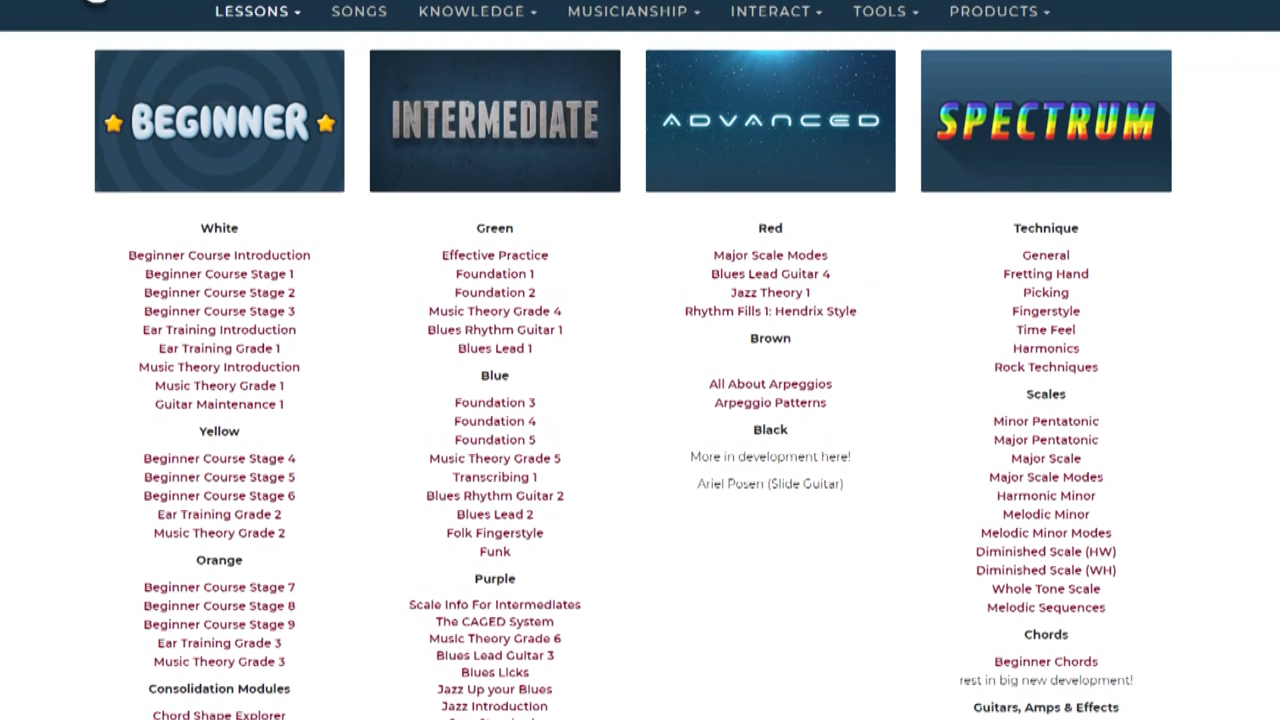 LESSONS SONGS KNOWLEDGE MUSICIANSHIP INTERACT TOOLS PRODUCTS
BEGINNER
White
Beginner Course Introduction
Beginner Course Stage 1
Beginner Course Stage 2
Beginner Course Stage 3
Ear Training Introduction
Ear Training Grade 1
Music Theory Introduction
Music Theory Grade 1
Guitar Maintenance 1
Yellow
Beginner Course Stage 4
Beginner Course Stage 5
Beginner Course Stage 6
Ear Training Grade 2
Music Theory Grade 2
Orange
Beginner Course Stage 7
Beginner Course Stage 8
Beginner Course Stage 9
Ear Training Grade 3
Music Theory Grade 3
Consolidation Modules
Chord Shape Explorer
INTERMEDIATE
Green
Effective Practice
Foundation 1
Foundation 2
Music Theory Grade 4
Blues Rhythm Guitar 1
Blues Lead 1
Blue
Foundation 3
Foundation 4
Foundation 5
Music Theory Grade 5
Transcribing 1
Blues Rhythm Guitar 2
Blues Lead 2
Folk Fingerstyle
Funk
Purple
Scale Info For Intermediates
The CAGED System
Music Theory Grade 6
Blues Lead Guitar 3
Blues Licks
Jazz Up your Blues
Jazz Introduction
ADVANCED
Red
Major Scale Modes
Blues Lead Guitar 4
Jazz Theory 1
Rhythm Fills 1: Hendrix Style
Brown
All About Arpeggios
Arpeggio Patterns
Black
More in development here!
Ariel Posen (Slide Guitar)
SPECTRUM
Technique
General
Fretting Hand
Picking
Fingerstyle
Time Feel
Harmonics
Rock Techniques
Scales
Minor Pentatonic
Major Pentatonic
Major Scale
Major Scale Modes
Harmonic Minor
Melodic Minor
Melodic Minor Modes
Diminished Scale (HW)
Diminished Scale (WH)
Whole Tone Scale
Melodic Sequences
Chords
Beginner Chords
rest in big new development!
Guitars, Amps & Effects